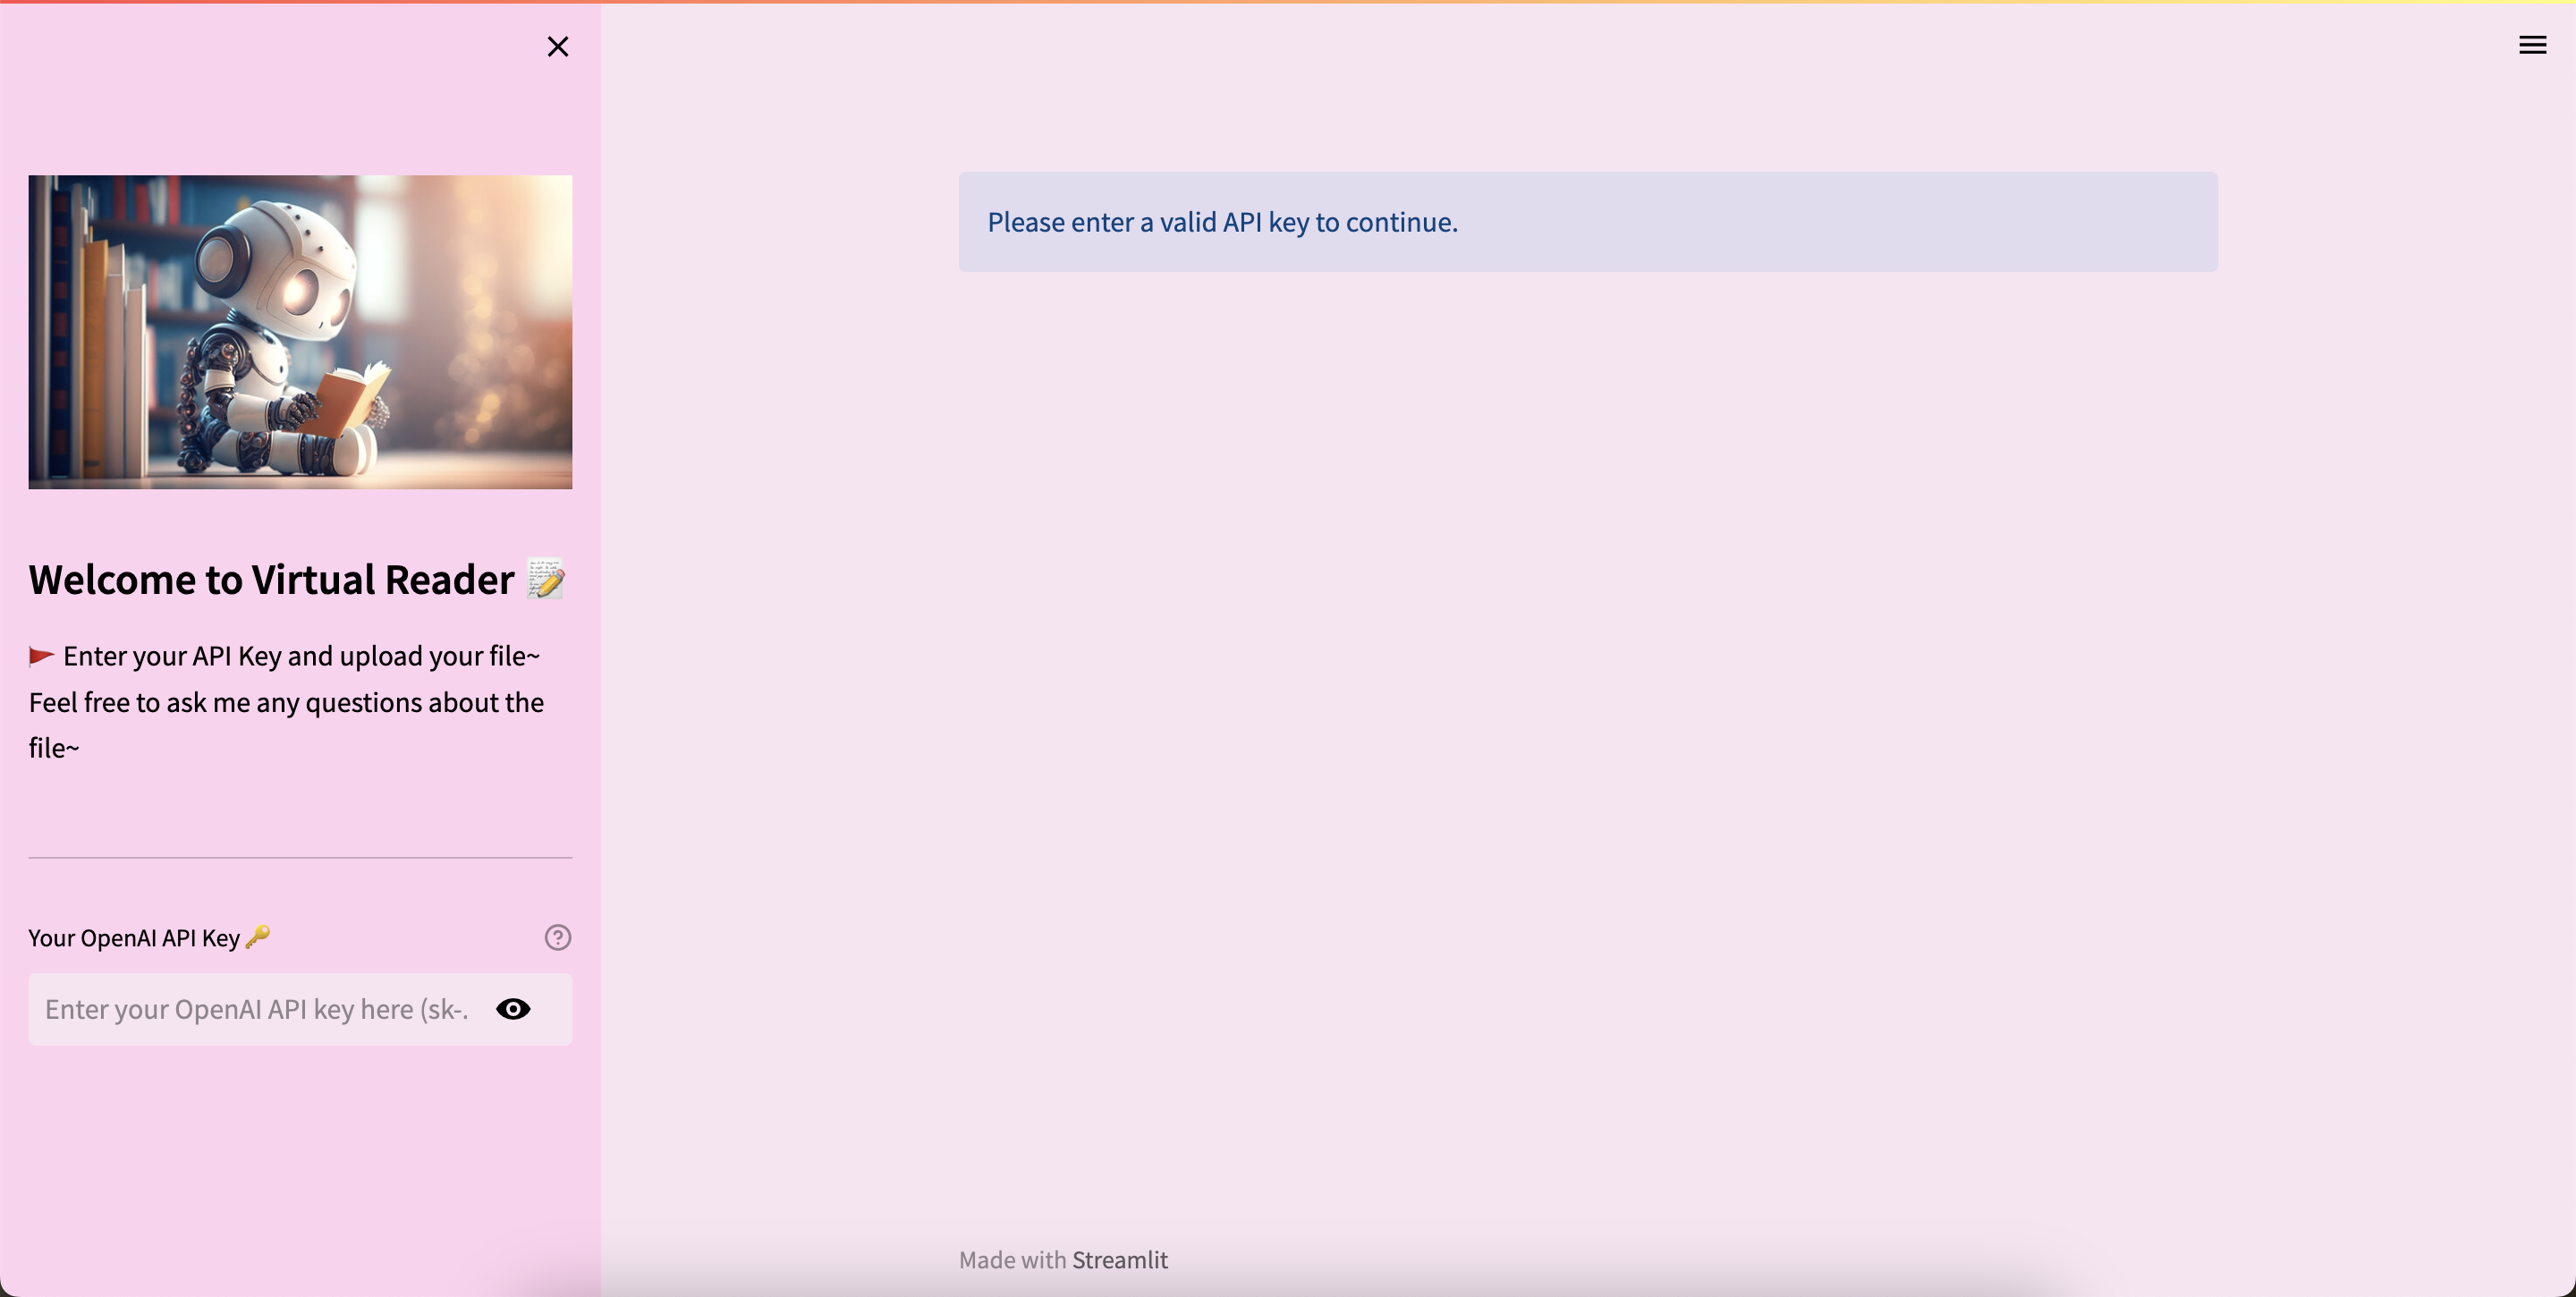 Welcome to Virtual Reader 📝
🚩 Enter your API Key and upload your file~
Feel free to ask me any questions about the
file~
Your OpenAI API Key 🔑
Enter your OpenAI API key here (sk-.
Please enter a valid API key to continue.
Made with Streamlit